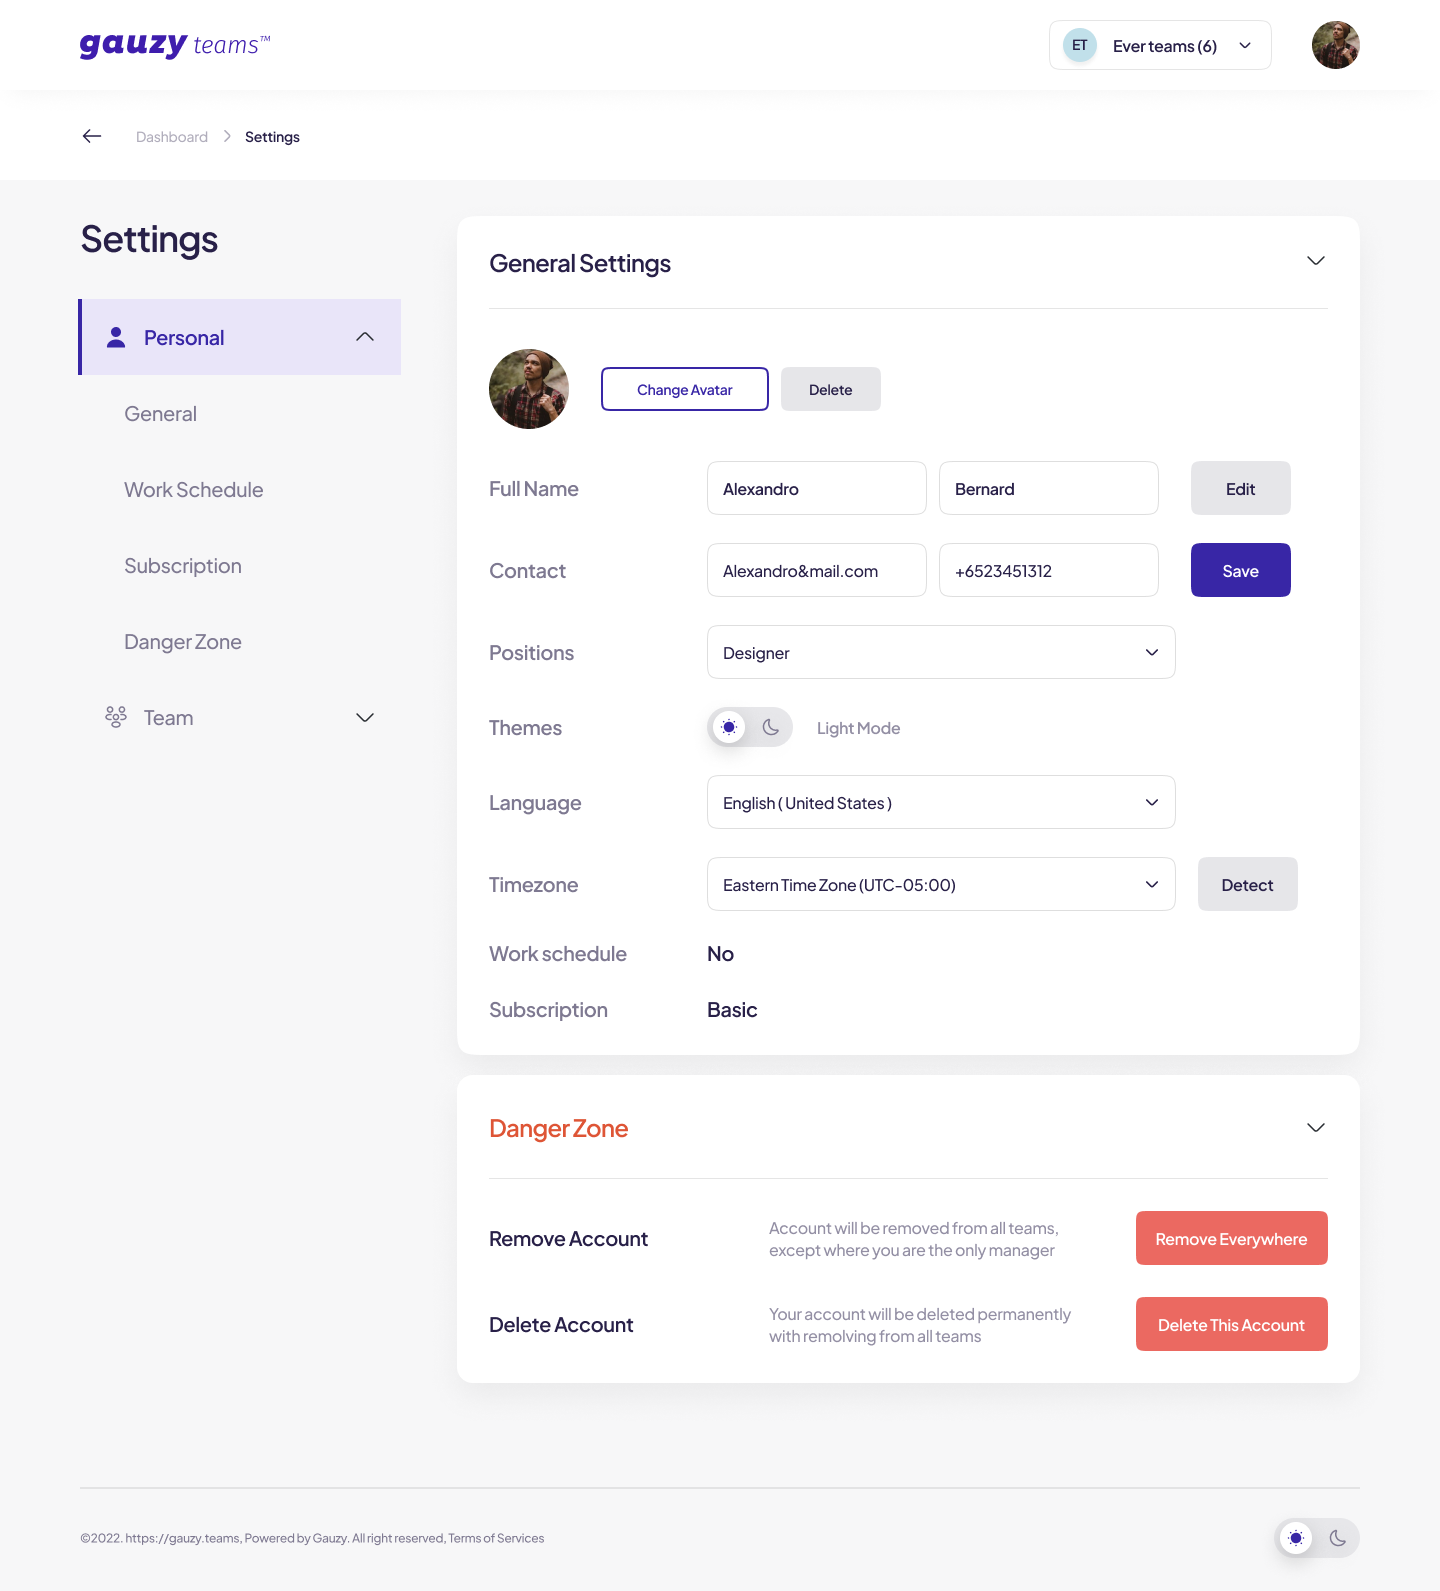 gauzy teams™
ET
Ever teams (6)
Dashboard
Settings
Settings
Personal
General
Work Schedule
Subscription
Danger Zone
Team
General Settings
Change Avatar
Delete
Full Name
Alexandro
Bernard
Edit
Contact
Alexandro&mail.com
+6523451312
Save
Positions
Designer
Themes
Light Mode
Language
English ( United States )
Timezone
Eastern Time Zone (UTC-05:00)
Detect
Work schedule
No
Subscription
Basic
Danger Zone
Remove Account
Account will be removed from all teams,
except where you are the only manager
Remove Everywhere
Delete Account
Your account will be deleted permanently
with remolving from all teams
Delete This Account
©2022. https://gauzy.teams, Powered by Gauzy. All right reserved, Terms of Services